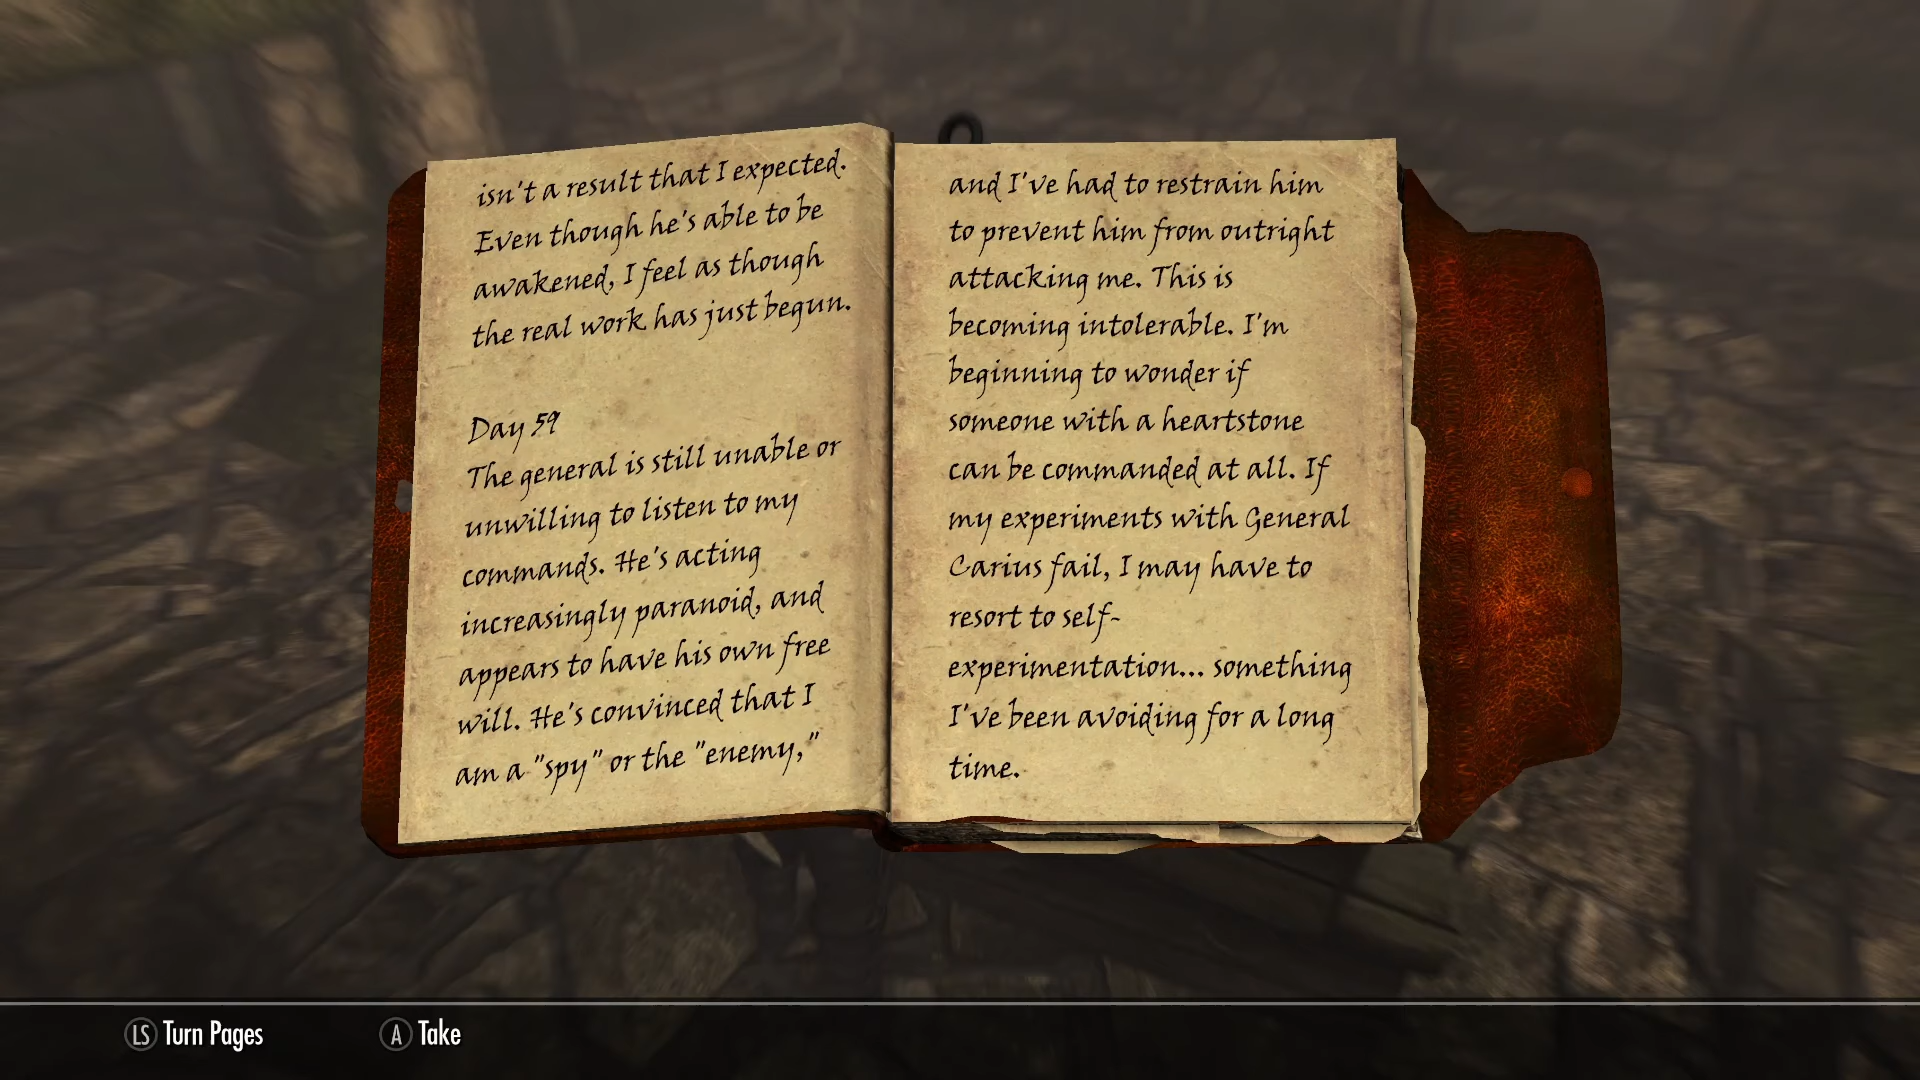 isn't a result that I expected.
Even though he's able to be
awakened, I feel as though
the real work has just begun.
Day 59
The general is still unable or
unwilling to listen to my
commands. He's acting
increasingly paranoid, and
appears to have his own free
will. He's convinced that I
am a "spy" or the "enemy,"
and I've had to restrain him
to prevent him from outright
attacking me. This is
becoming intolerable. I'm
beginning to wonder if
someone with a heartstone
can be commanded at all. If
my experiments with General
Carius fail, I may have to
resort to self-
experimentation... something
I've been avoiding for a long
time.
LS Turn Pages
A Take